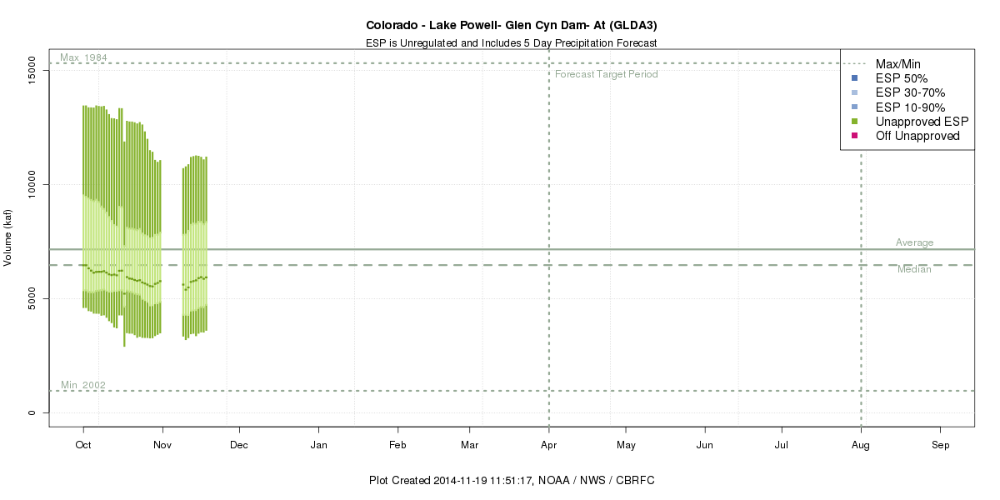 Colorado - Lake Powell- Glen Cyn Dam- At (GLDA3)
ESP is Unregulated and Includes 5 Day Precipitation Forecast
Max 1984
Forecast Target Period
Max/Min
ESP 50%
ESP 30-70%
ESP 10-90%
Unapproved ESP
Off Unapproved
Average
Median
Min 2002
Volume (kaf)
15000
10000
5000
0
Oct Nov Dec Jan Feb Mar Apr May Jun Jul Aug Sep
Plot Created 2014-11-19 11:51:17, NOAA / NWS / CBRFC